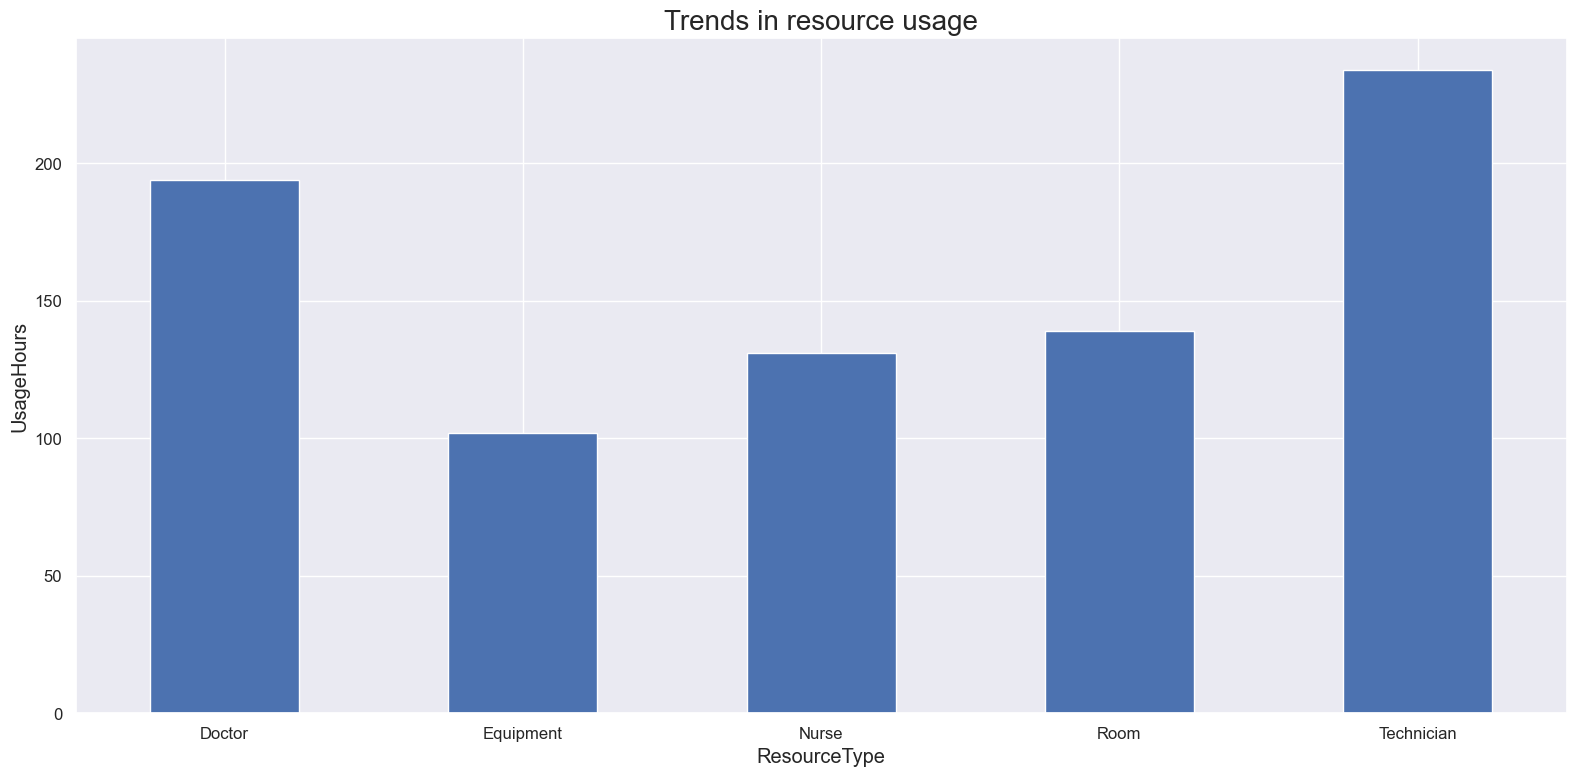 Trends in resource usage
UsageHours
200
150
100
50
0
Doctor Equipment Nurse Room Technician
ResourceType